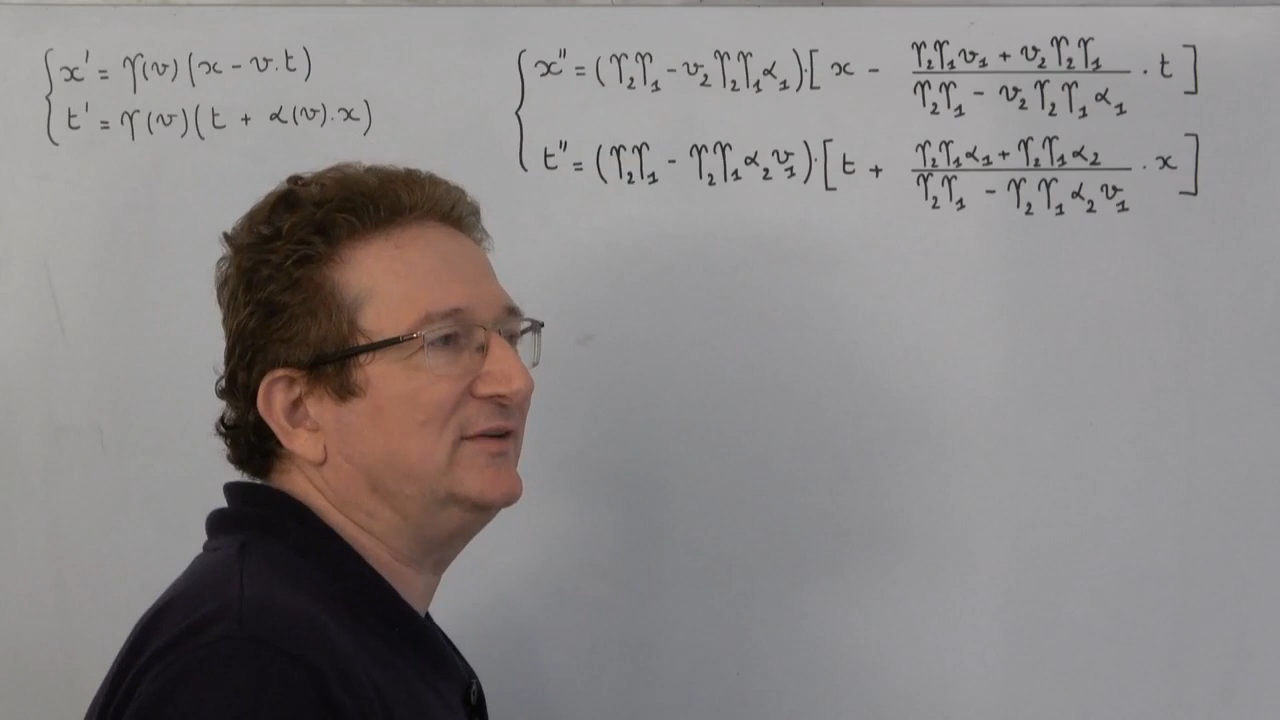 x' = γ(v)(x − v.t)
t' = γ(v)(t + α(v).x)
x'' = (γ₂γ₁ − v₂γ₂γ₁α₁)·[x − (γ₂γ₁v₁ + v₂γ₂γ₁)/(γ₂γ₁ − v₂γ₂γ₁α₁) · t]
t'' = (γ₂γ₁ − γ₂γ₁α₂v₁)·[t + (γ₂γ₁α₁ + γ₂γ₁α₂)/(γ₂γ₁ − γ₂γ₁α₂v₁) · x]